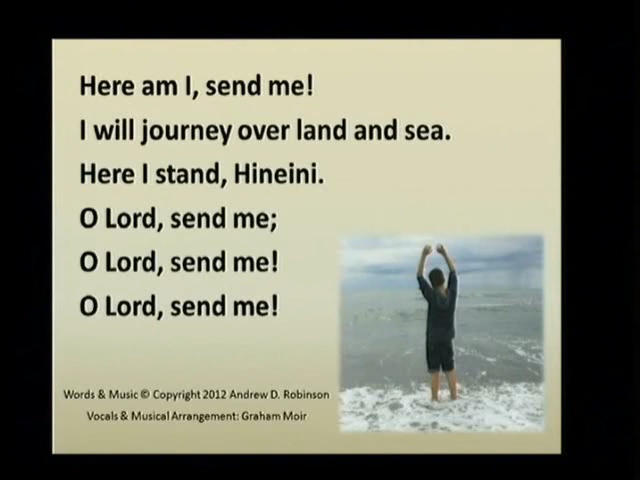 Here am I, send me!
I will journey over land and sea.
Here I stand, Hineini.
O Lord, send me;
O Lord, send me!
O Lord, send me!
Words & Music © Copyright 2012 Andrew D. Robinson
Vocals & Musical Arrangement: Graham Moir